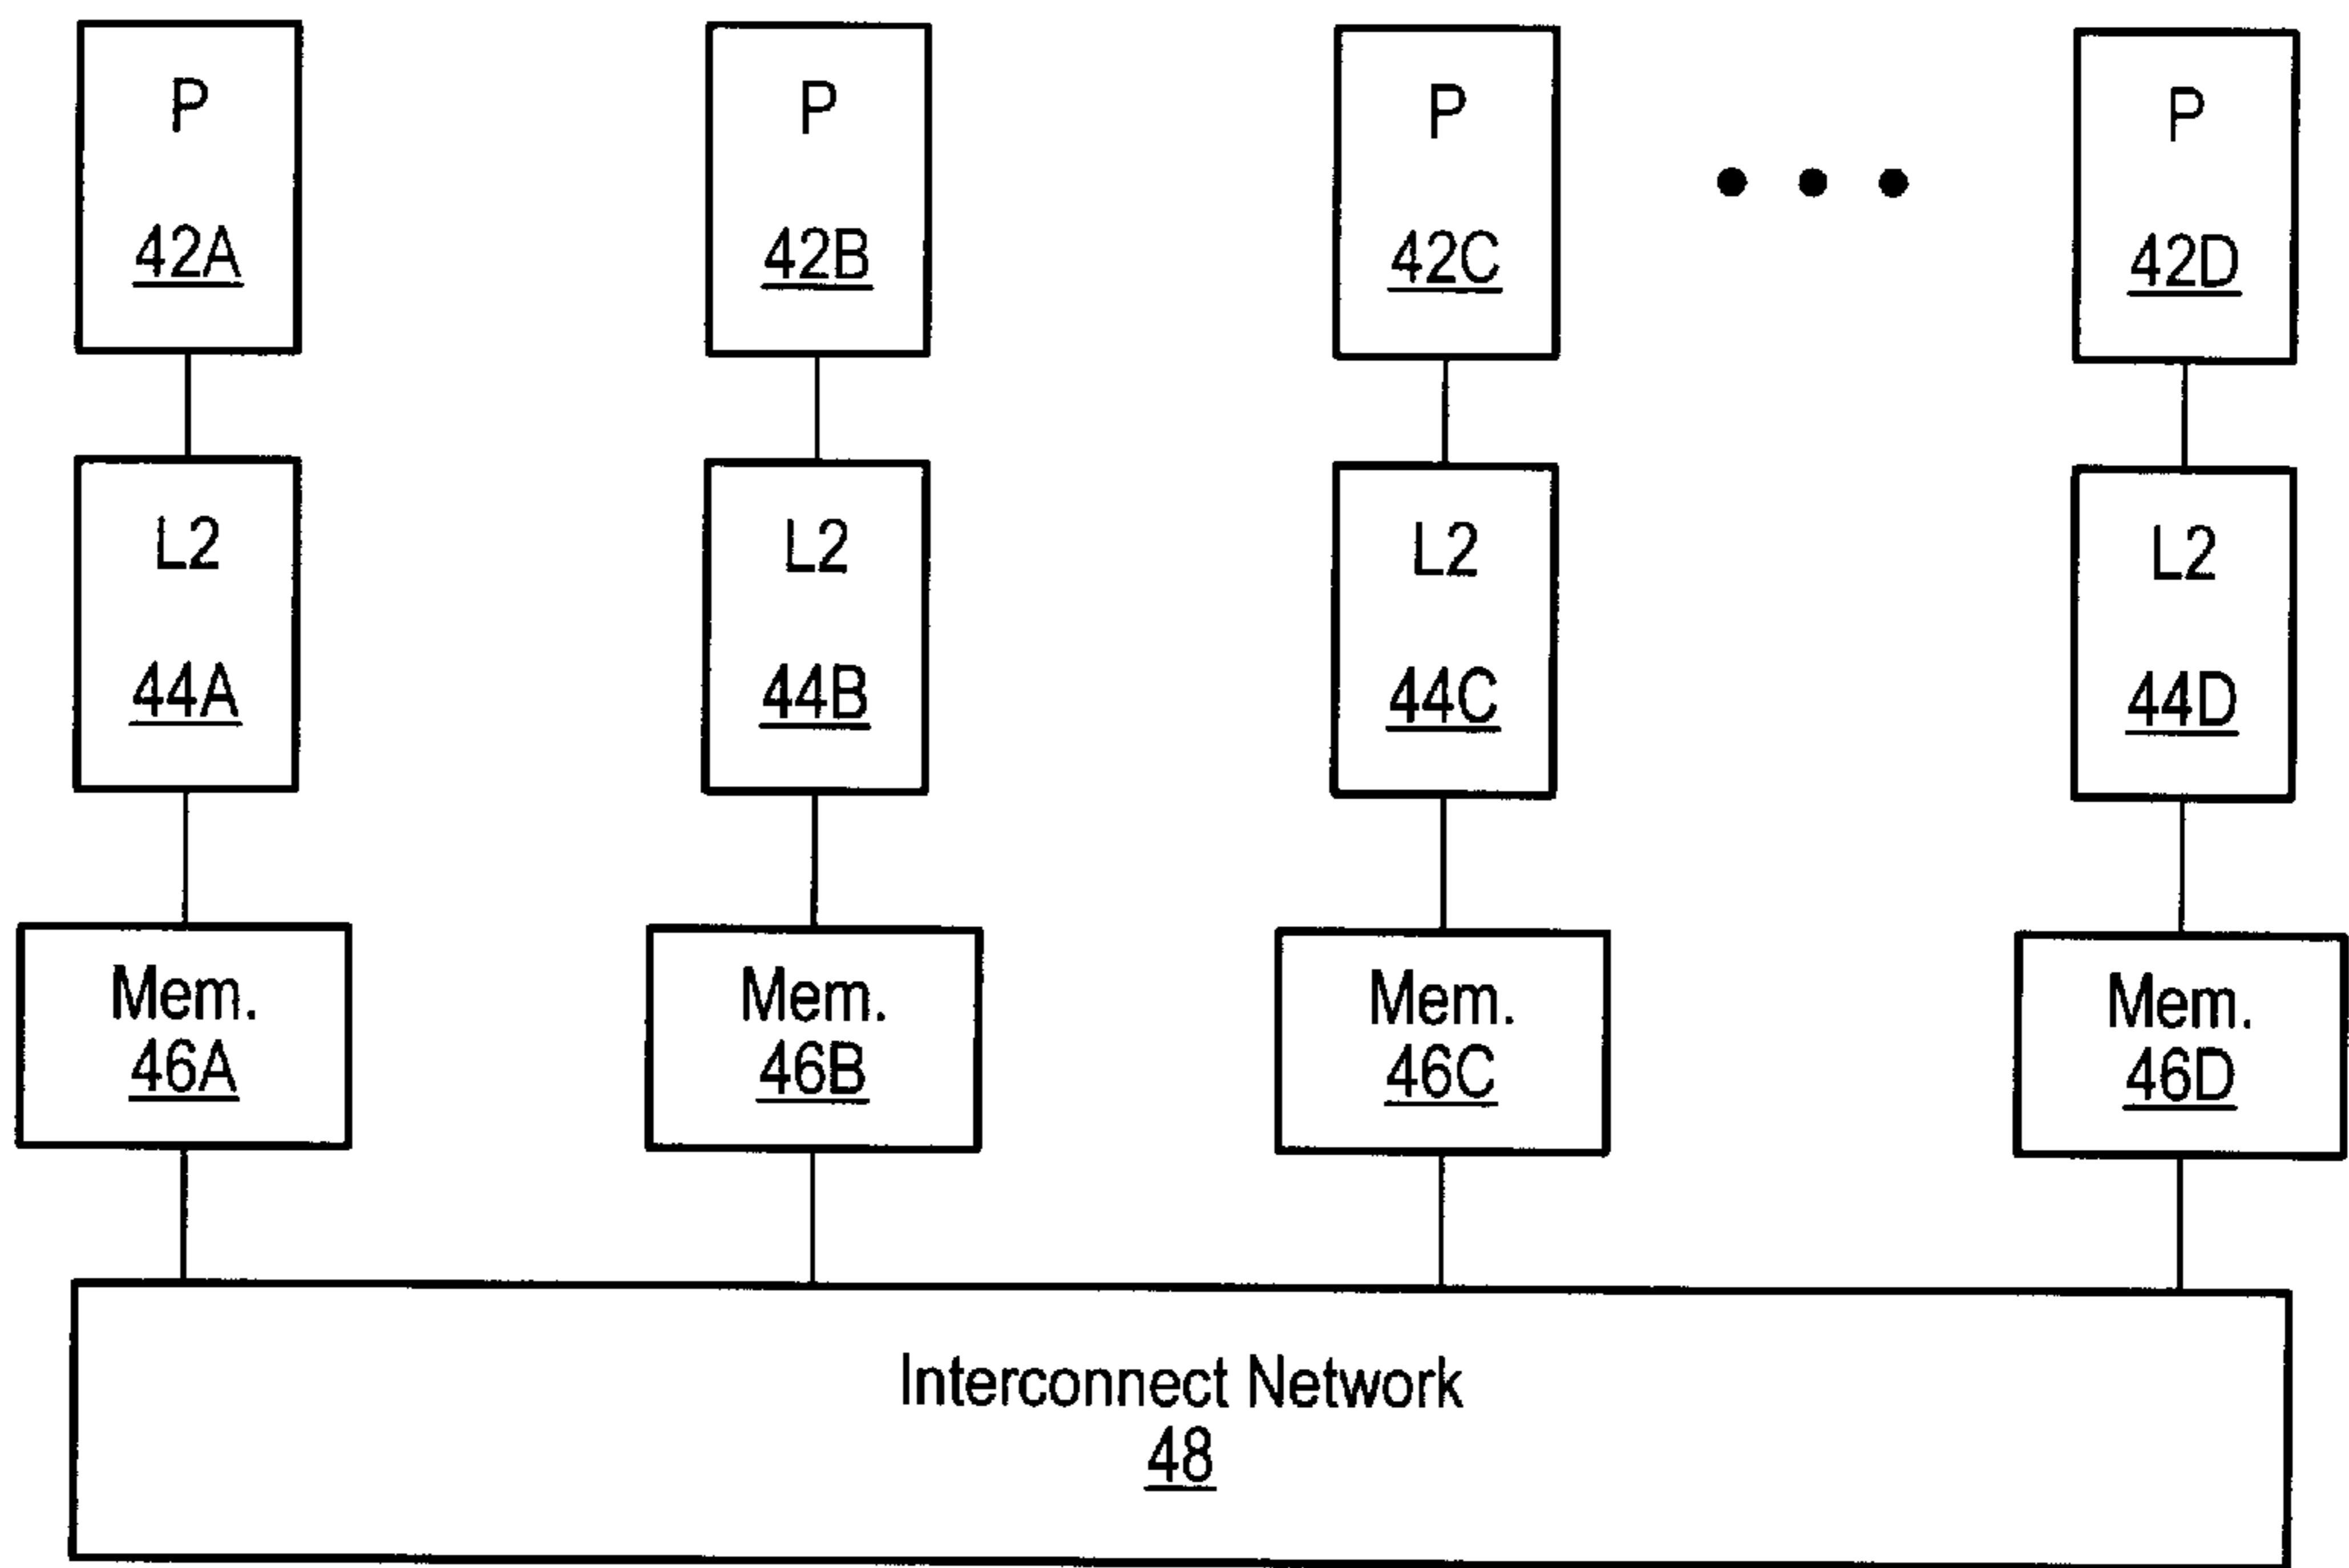 P P P P
42A 42B 42C 42D
L2 L2 L2 L2
44A 44B 44C 44D
Mem. Mem. Mem. Mem.
46A 46B 46C 46D
Interconnect Network
48